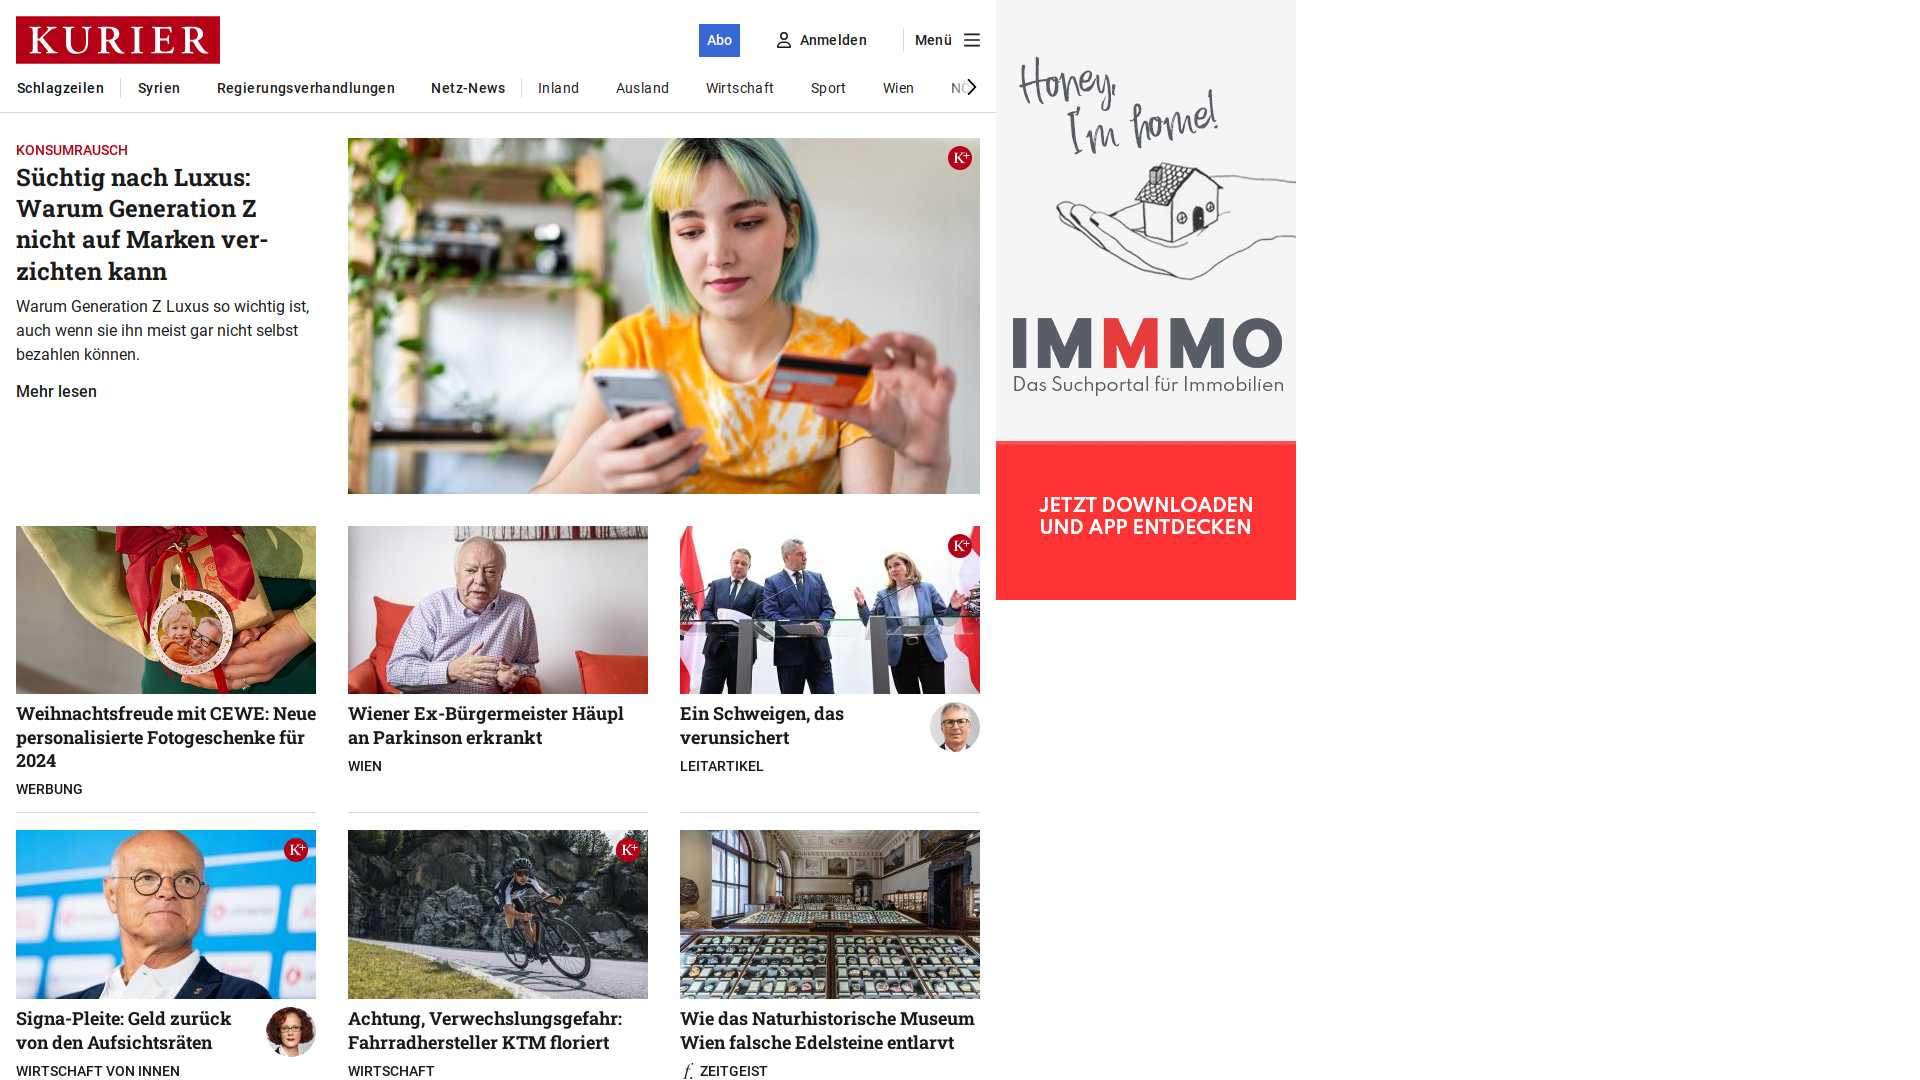 KURIER
Abo
Anmelden
Menü
Schlagzeilen
Syrien
Regierungsverhandlungen
Netz-News
Inland
Ausland
Wirtschaft
Sport
Wien
KONSUMRAUSCH
Süchtig nach Luxus:
Warum Generation Z
nicht auf Marken ver-
zichten kann
Warum Generation Z Luxus so wichtig ist,
auch wenn sie ihn meist gar nicht selbst
bezahlen können.
Mehr lesen
K+
Honey,
I'm home!
IMMMO
Das Suchportal für Immobilien
JETZT DOWNLOADEN
UND APP ENTDECKEN
Weihnachtsfreude mit CEWE: Neue
personalisierte Fotogeschenke für
2024
WERBUNG
Wiener Ex-Bürgermeister Häupl
an Parkinson erkrankt
WIEN
K+
Ein Schweigen, das
verunsichert
LEITARTIKEL
K+
Signa-Pleite: Geld zurück
von den Aufsichtsräten
WIRTSCHAFT VON INNEN
K+
Achtung, Verwechslungsgefahr:
Fahrradhersteller KTM floriert
WIRTSCHAFT
Wie das Naturhistorische Museum
Wien falsche Edelsteine entlarvt
f. ZEITGEIST